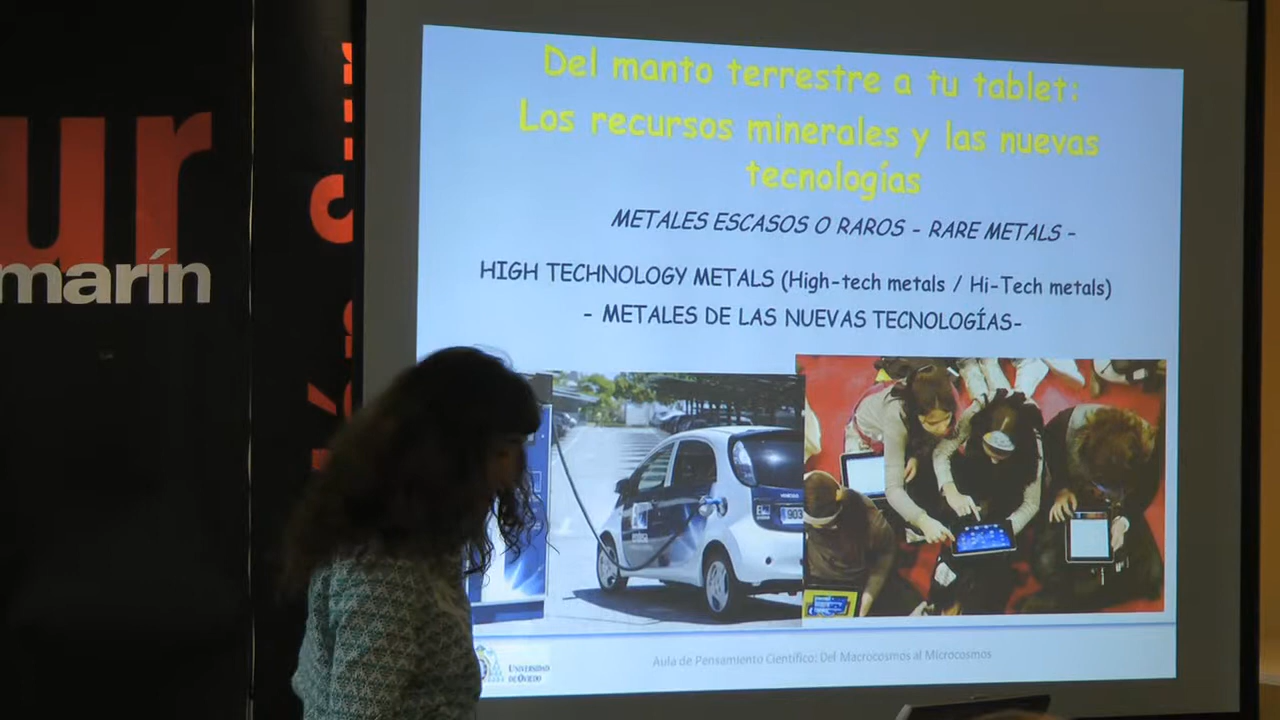 ur
marín
Del manto terrestre a tu tablet:
Los recursos minerales y las nuevas
tecnologías
METALES ESCASOS O RAROS - RARE METALS -
HIGH TECHNOLOGY METALS (High-tech metals / Hi-Tech metals)
- METALES DE LAS NUEVAS TECNOLOGÍAS-
903
Aula de Pensamiento Científico: Del Macrocosmos al Microcosmos
UNIVERSIDAD
DE OVIEDO